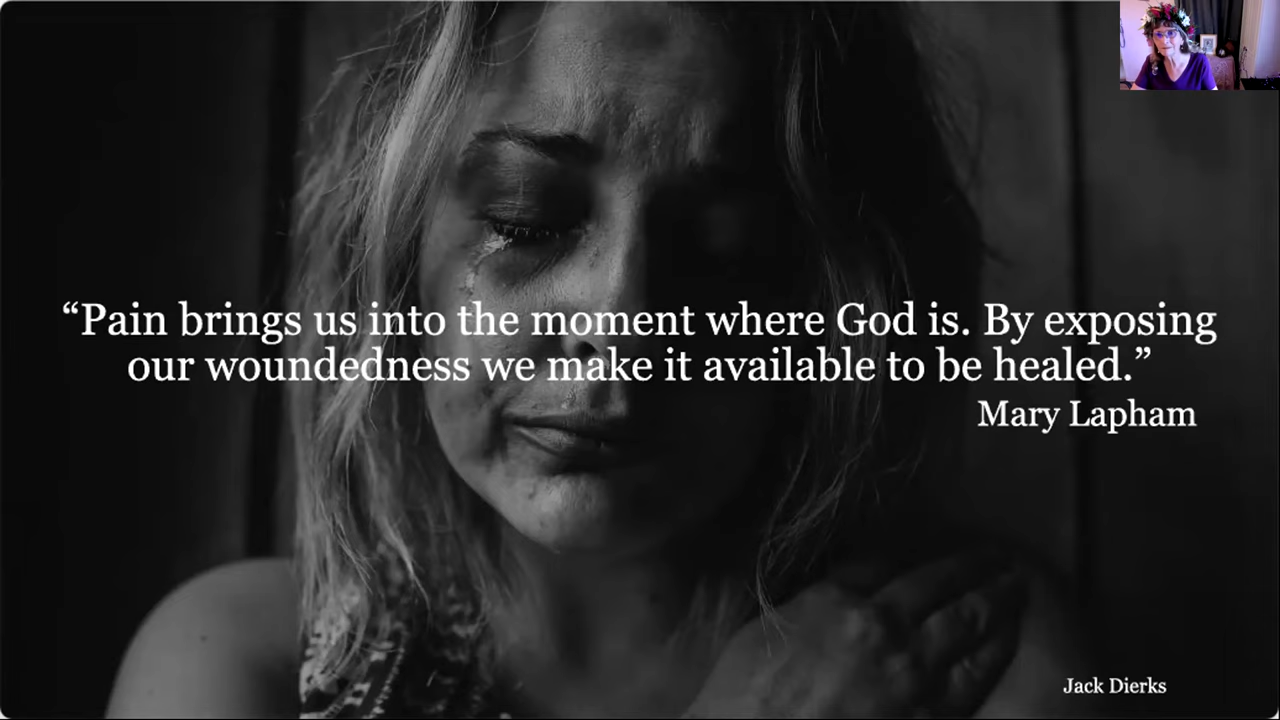 “Pain brings us into the moment where God is. By exposing
our woundedness we make it available to be healed.”
Mary Lapham
Jack Dierks